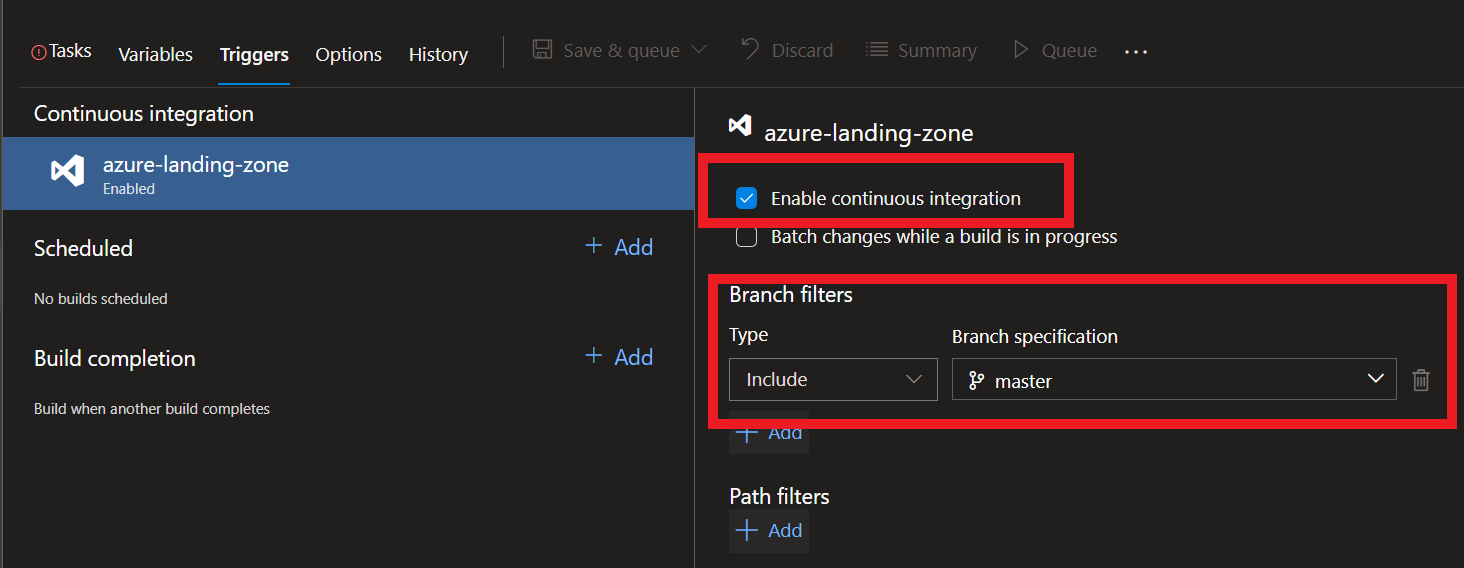 Tasks Variables Triggers Options History Save & queue Discard Summary Queue ...
Continuous integration
azure-landing-zone
Enabled
Scheduled + Add
No builds scheduled
Build completion + Add
Build when another build completes
azure-landing-zone
Enable continuous integration
Batch changes while a build is in progress
Branch filters
Type Branch specification
Include master
+ Add
Path filters
+ Add